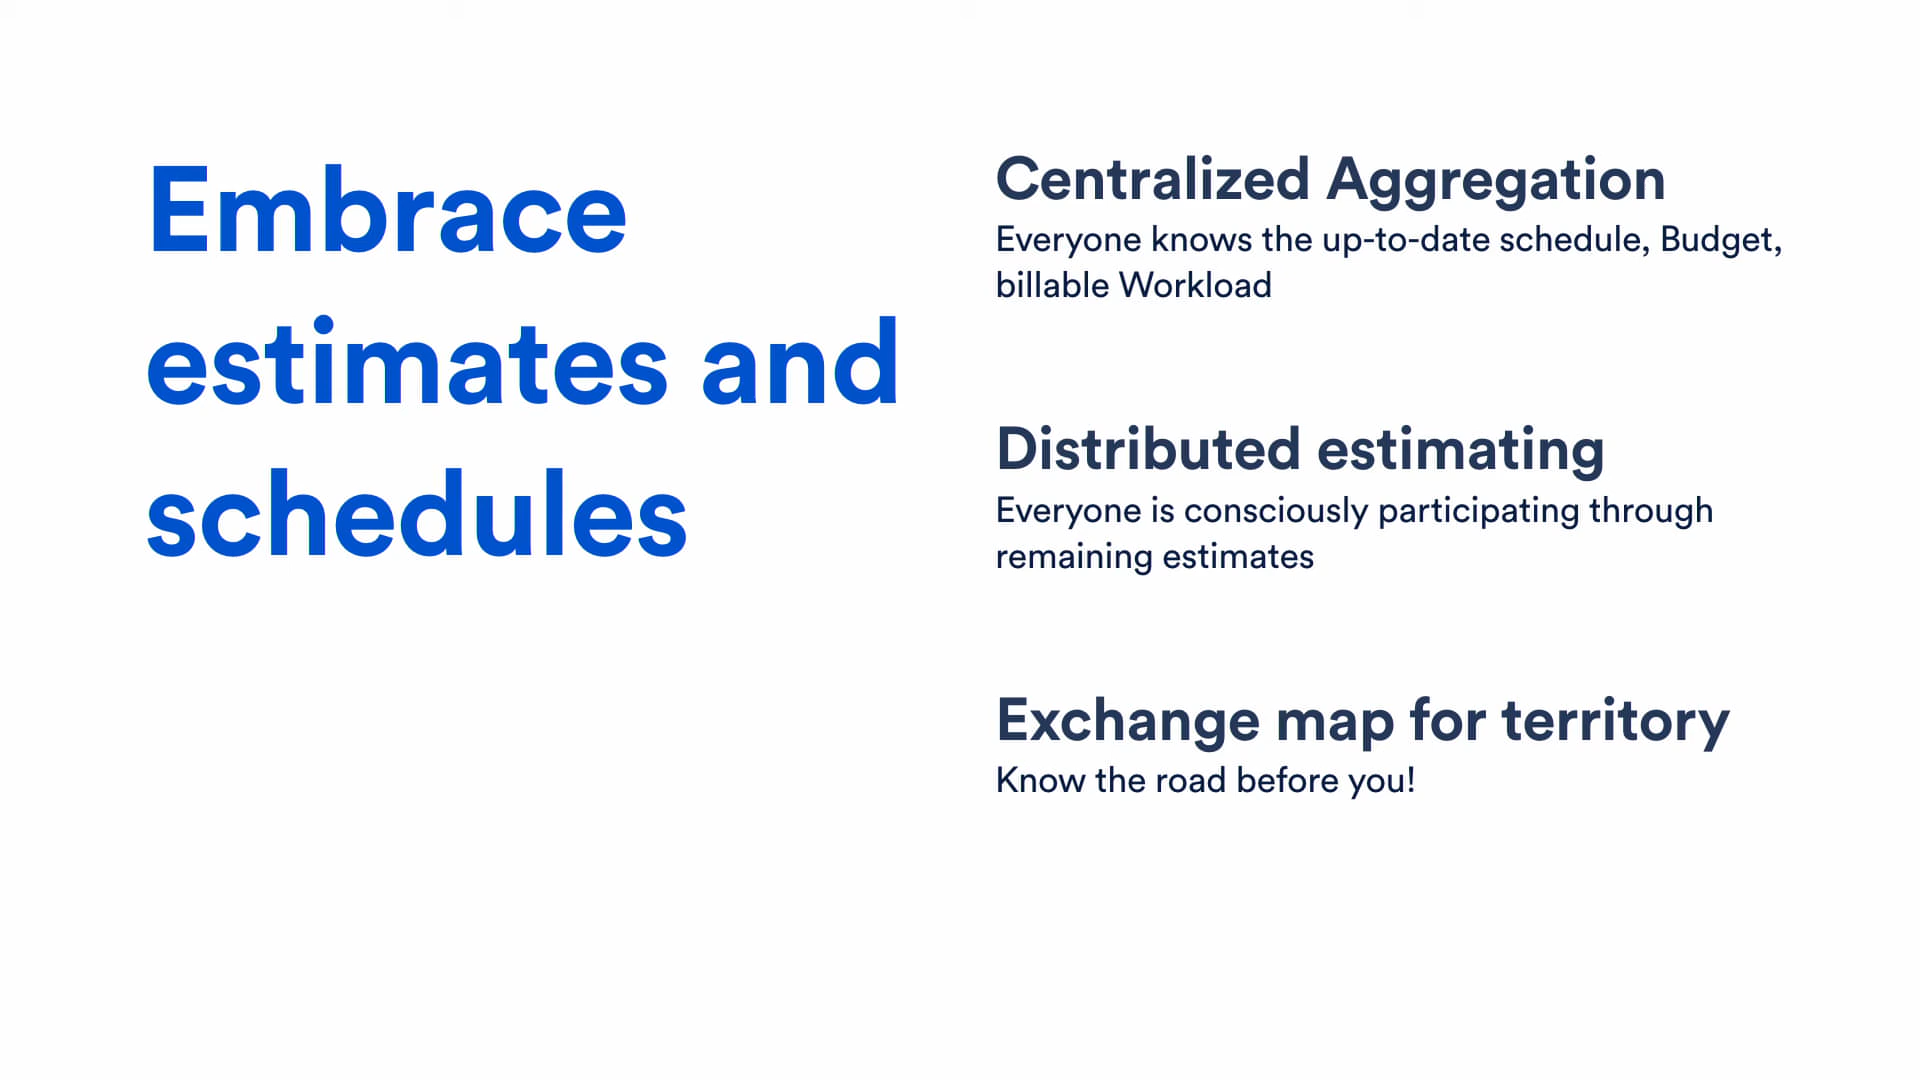 Embrace
estimates and
schedules
Centralized Aggregation
Everyone knows the up-to-date schedule, Budget,
billable Workload
Distributed estimating
Everyone is consciously participating through
remaining estimates
Exchange map for territory
Know the road before you!